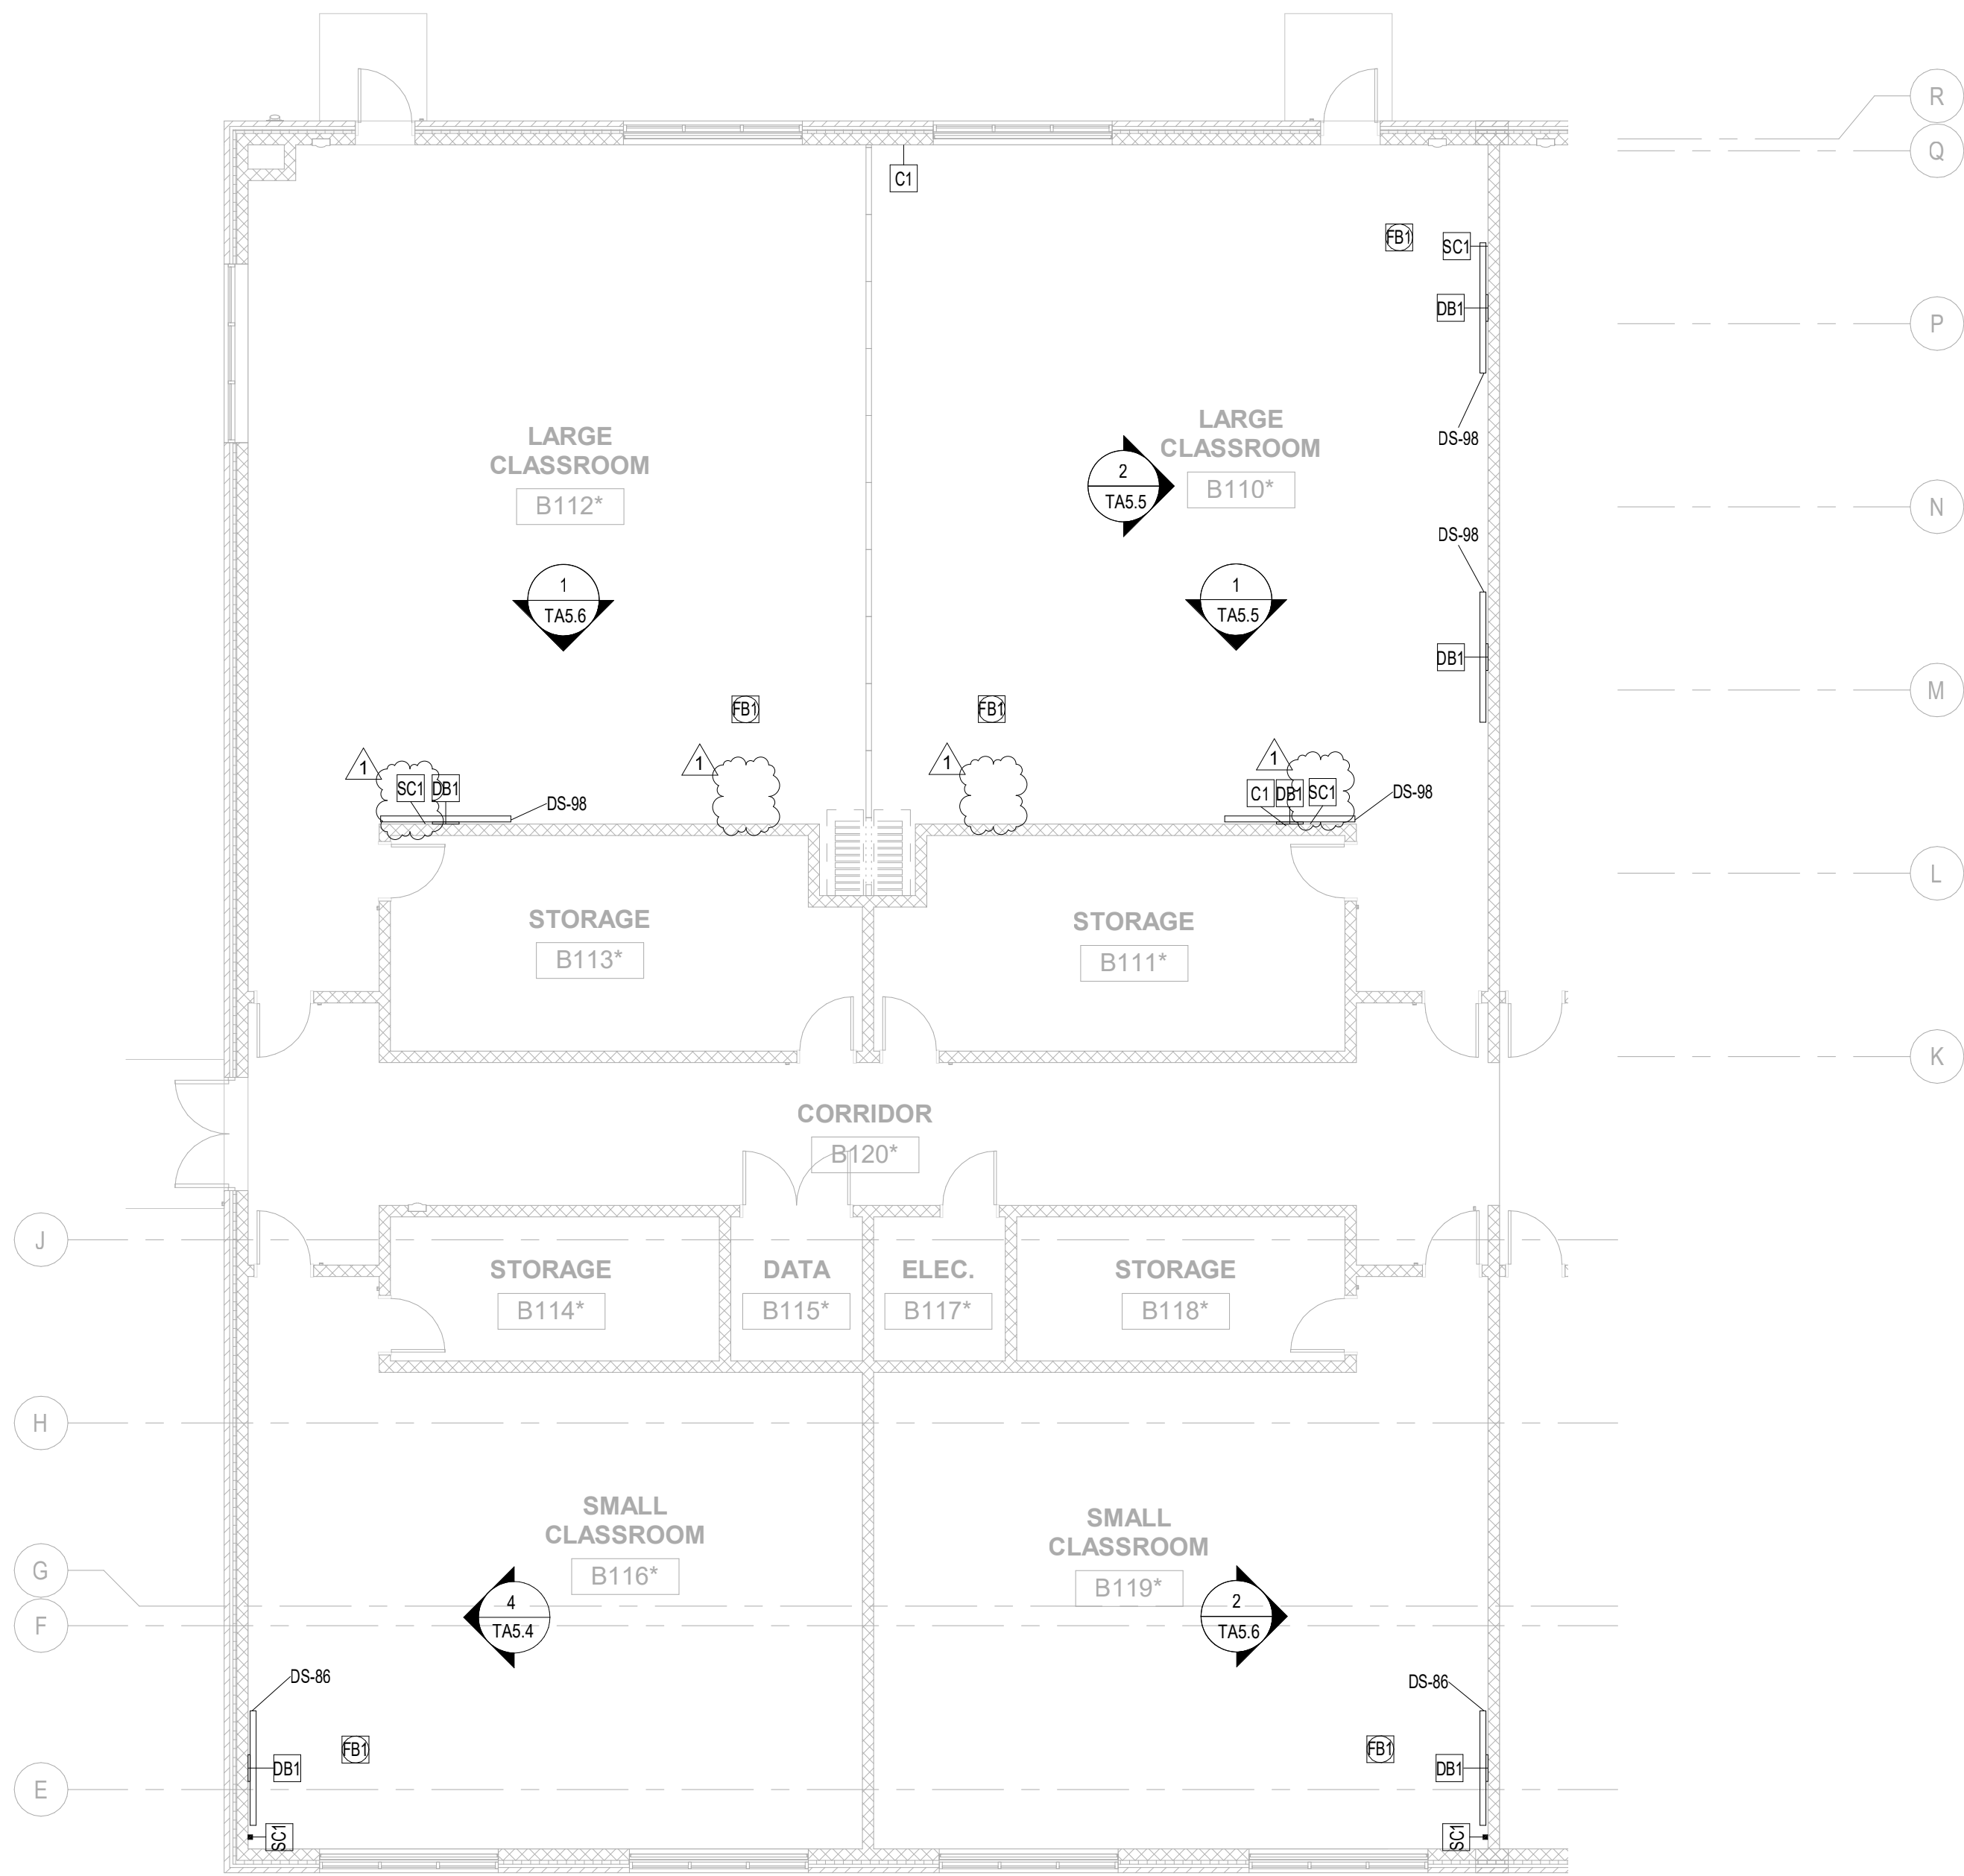 R
Q
C1
FB1
SC1
DB1
P
LARGE
CLASSROOM
B112*
LARGE
CLASSROOM
B110*
DS-98
2
TA5.5
N
DS-98
1
TA5.6
1
TA5.5
DB1
M
FB1
FB1
1
SC1
DB1
DS-98
1
1
1
C1
DB1
SC1
DS-98
L
STORAGE
B113*
STORAGE
B111*
K
CORRIDOR
B120*
J
STORAGE
B114*
DATA
B115*
ELEC.
B117*
STORAGE
B118*
H
SMALL
CLASSROOM
B116*
SMALL
CLASSROOM
B119*
G
F
4
TA5.4
2
TA5.6
DS-86
DS-86
FB1
DB1
FB1
DB1
E
SC1
SC1